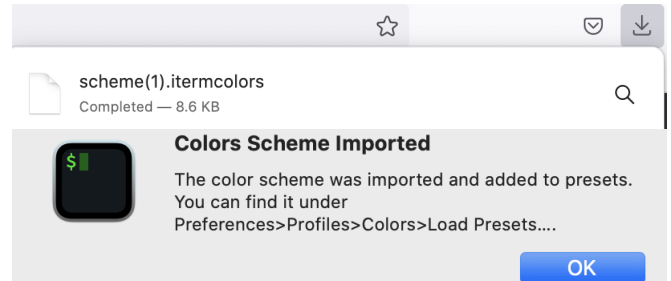 scheme(1).itermcolors
Completed — 8.6 KB
$
Colors Scheme Imported
The color scheme was imported and added to presets.
You can find it under
Preferences>Profiles>Colors>Load Presets....
OK